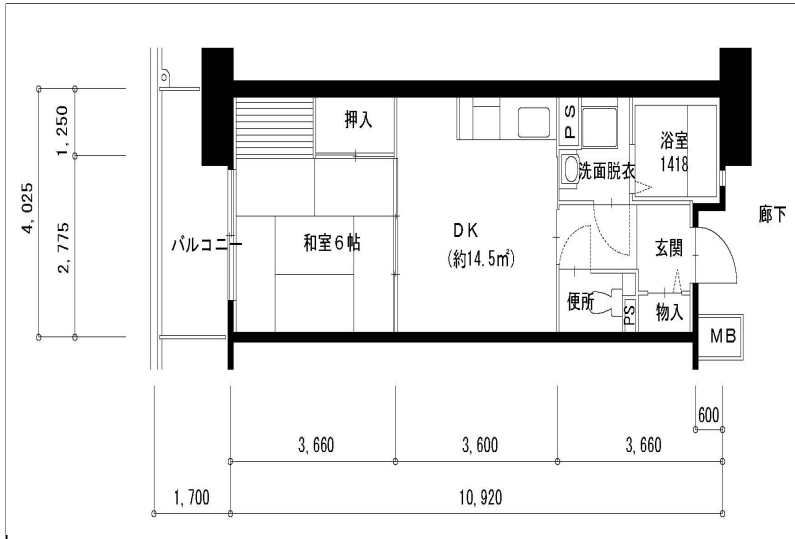 押入
PS
浴室
1418
洗面脱衣
廊下
DK
(約14.5㎡)
バルコニー
和室6帖
玄関
便所
PS
物入
MB
1,250
4,025
2,775
600
3,660
3,600
3,660
1,700
10,920